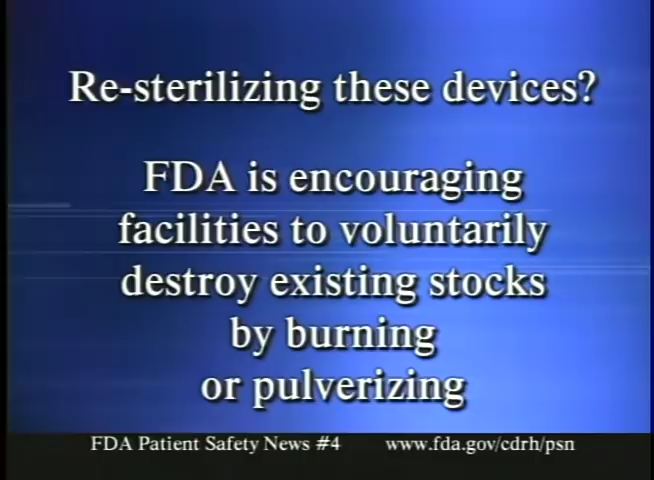 Re-sterilizing these devices?
FDA is encouraging
facilities to voluntarily
destroy existing stocks
by burning
or pulverizing
FDA Patient Safety News #4 www.fda.gov/cdrh/psn